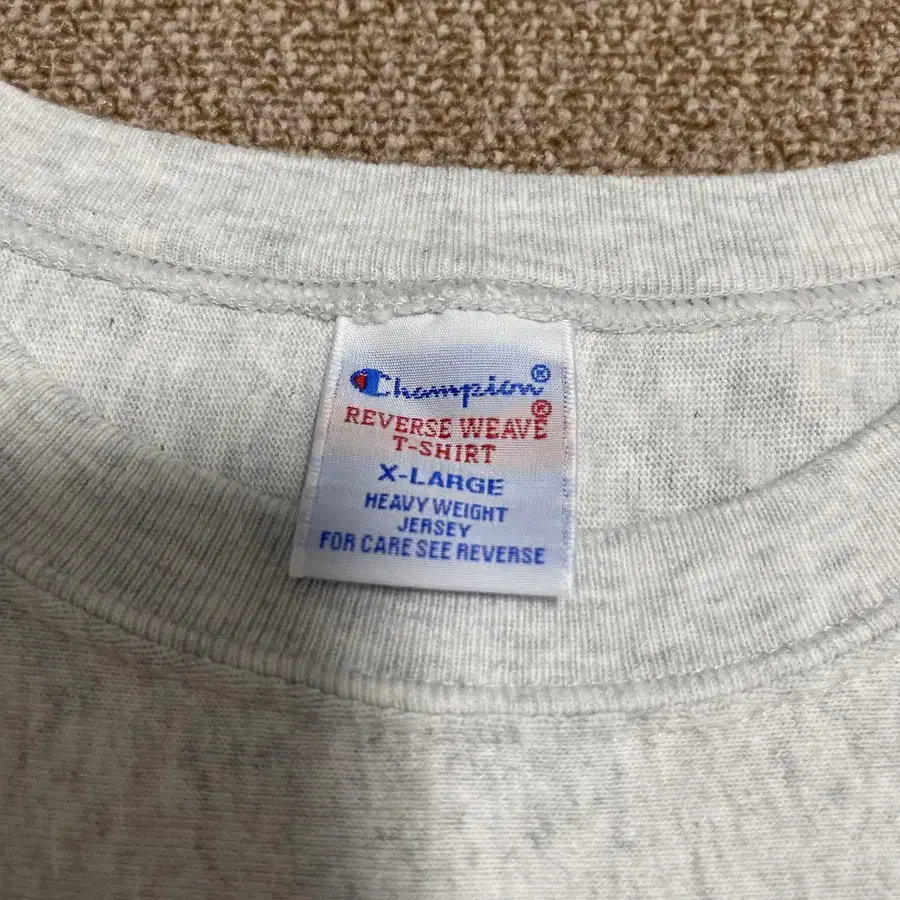 Champion®
REVERSE WEAVE®
T-SHIRT
X-LARGE
HEAVY WEIGHT
JERSEY
FOR CARE SEE REVERSE